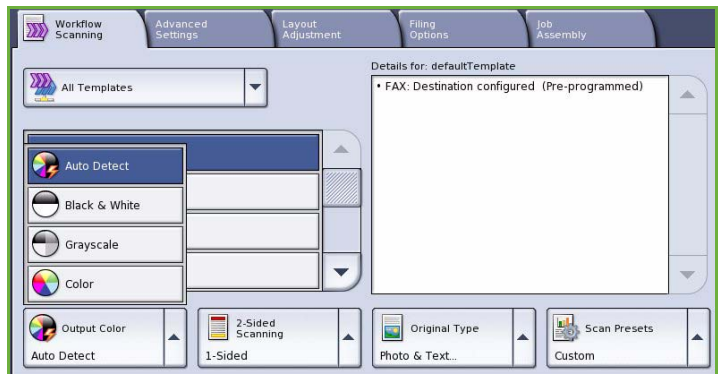 Workflow
Scanning
Advanced
Settings
Layout
Adjustment
Filing
Options
Job
Assembly
Details for: defaultTemplate
All Templates
• FAX: Destination configured (Pre-programmed)
Auto Detect
Black & White
Grayscale
Color
Output Color
Auto Detect
2-Sided
Scanning
1-Sided
Original Type
Photo & Text...
Scan Presets
Custom